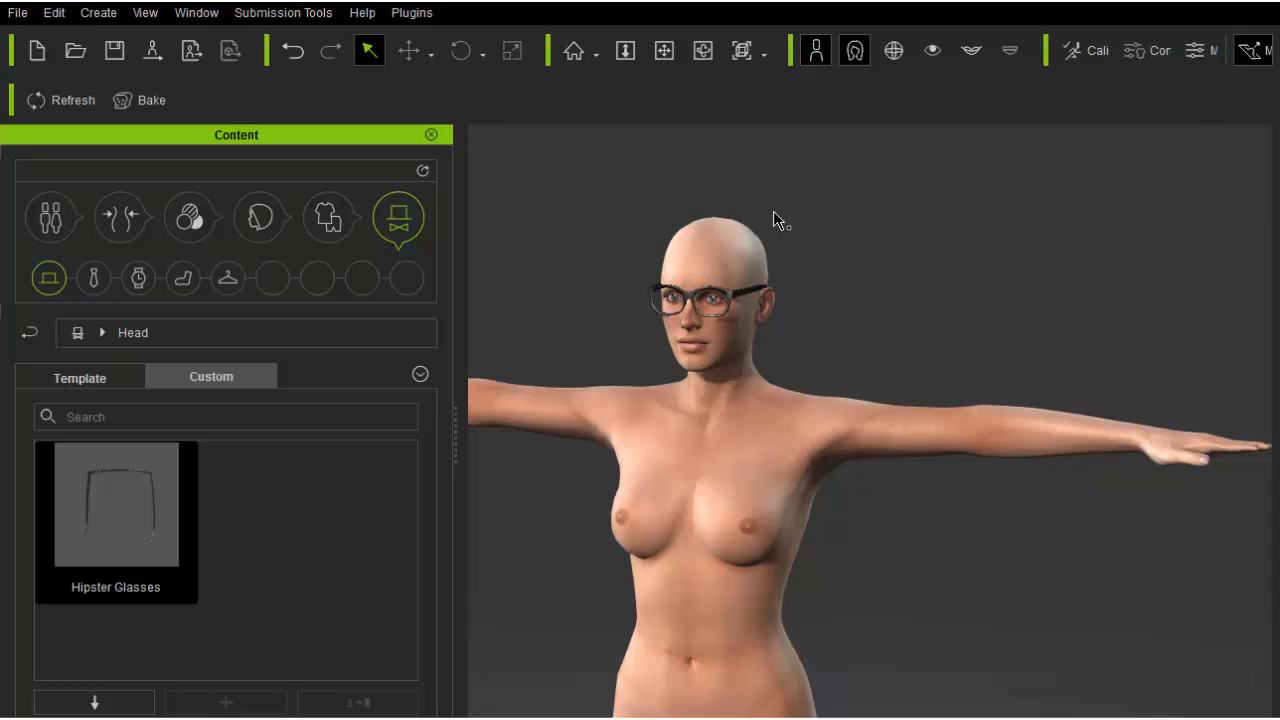 File Edit Create View Window Submission Tools Help Plugins
Cali Cor M M
Refresh Bake
Content
Head
Template Custom
Search
Hipster Glasses